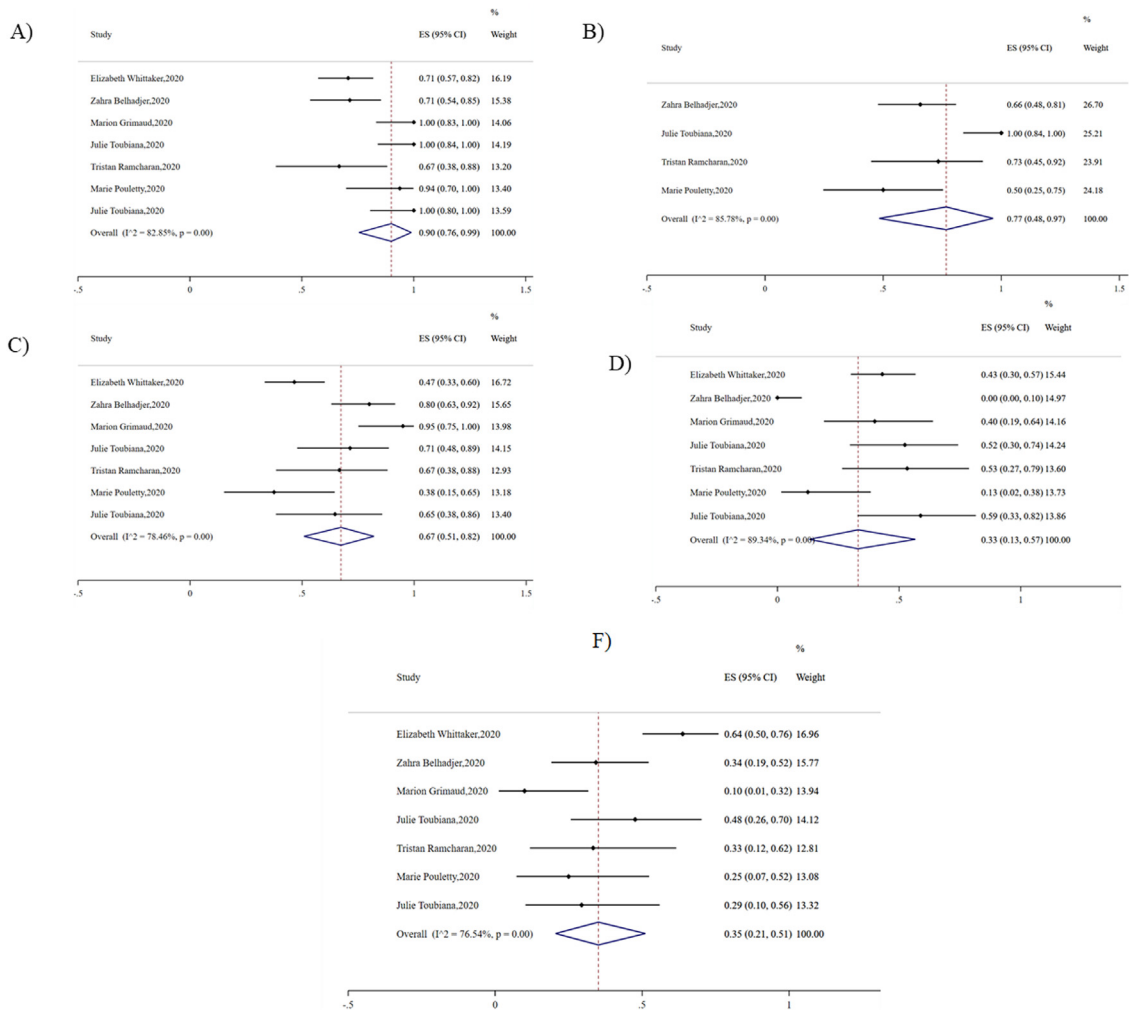 A)
%
Study ES (95% CI) Weight
Elizabeth Whittaker,2020 0.71 (0.57, 0.82) 16.19
Zahra Belhadjer,2020 0.71 (0.54, 0.85) 15.38
Marion Grimaud,2020 1.00 (0.83, 1.00) 14.06
Julie Toubiana,2020 1.00 (0.84, 1.00) 14.19
Tristan Ramcharan,2020 0.67 (0.38, 0.88) 13.20
Marie Pouletty,2020 0.94 (0.70, 1.00) 13.40
Julie Toubiana,2020 1.00 (0.80, 1.00) 13.59
Overall (I^2 = 82.85%, p = 0.00) 0.90 (0.76, 0.99) 100.00
-.5 0 .5 1 1.5
B)
%
Study ES (95% CI) Weight
Zahra Belhadjer,2020 0.66 (0.48, 0.81) 26.70
Julie Toubiana,2020 1.00 (0.84, 1.00) 25.21
Tristan Ramcharan,2020 0.73 (0.45, 0.92) 23.91
Marie Pouletty,2020 0.50 (0.25, 0.75) 24.18
Overall (I^2 = 85.78%, p = 0.00) 0.77 (0.48, 0.97) 100.00
-.5 0 .5 1 1.5
C)
%
Study ES (95% CI) Weight
Elizabeth Whittaker,2020 0.47 (0.33, 0.60) 16.72
Zahra Belhadjer,2020 0.80 (0.63, 0.92) 15.65
Marion Grimaud,2020 0.95 (0.75, 1.00) 13.98
Julie Toubiana,2020 0.71 (0.48, 0.89) 14.15
Tristan Ramcharan,2020 0.67 (0.38, 0.88) 12.93
Marie Pouletty,2020 0.38 (0.15, 0.65) 13.18
Julie Toubiana,2020 0.65 (0.38, 0.86) 13.40
Overall (I^2 = 78.46%, p = 0.00) 0.67 (0.51, 0.82) 100.00
-.5 0 .5 1 1.5
D)
%
Study ES (95% CI) Weight
Elizabeth Whittaker,2020 0.43 (0.30, 0.57) 15.44
Zahra Belhadjer,2020 0.00 (0.00, 0.10) 14.97
Marion Grimaud,2020 0.40 (0.19, 0.64) 14.16
Julie Toubiana,2020 0.52 (0.30, 0.74) 14.24
Tristan Ramcharan,2020 0.53 (0.27, 0.79) 13.60
Marie Pouletty,2020 0.13 (0.02, 0.38) 13.73
Julie Toubiana,2020 0.59 (0.33, 0.82) 13.86
Overall (I^2 = 89.34%, p = 0.00) 0.33 (0.13, 0.57) 100.00
-.5 0 .5 1
F)
%
Study ES (95% CI) Weight
Elizabeth Whittaker,2020 0.64 (0.50, 0.76) 16.96
Zahra Belhadjer,2020 0.34 (0.19, 0.52) 15.77
Marion Grimaud,2020 0.10 (0.01, 0.32) 13.94
Julie Toubiana,2020 0.48 (0.26, 0.70) 14.12
Tristan Ramcharan,2020 0.33 (0.12, 0.62) 12.81
Marie Pouletty,2020 0.25 (0.07, 0.52) 13.08
Julie Toubiana,2020 0.29 (0.10, 0.56) 13.32
Overall (I^2 = 76.54%, p = 0.00) 0.35 (0.21, 0.51) 100.00
-.5 0 .5 1